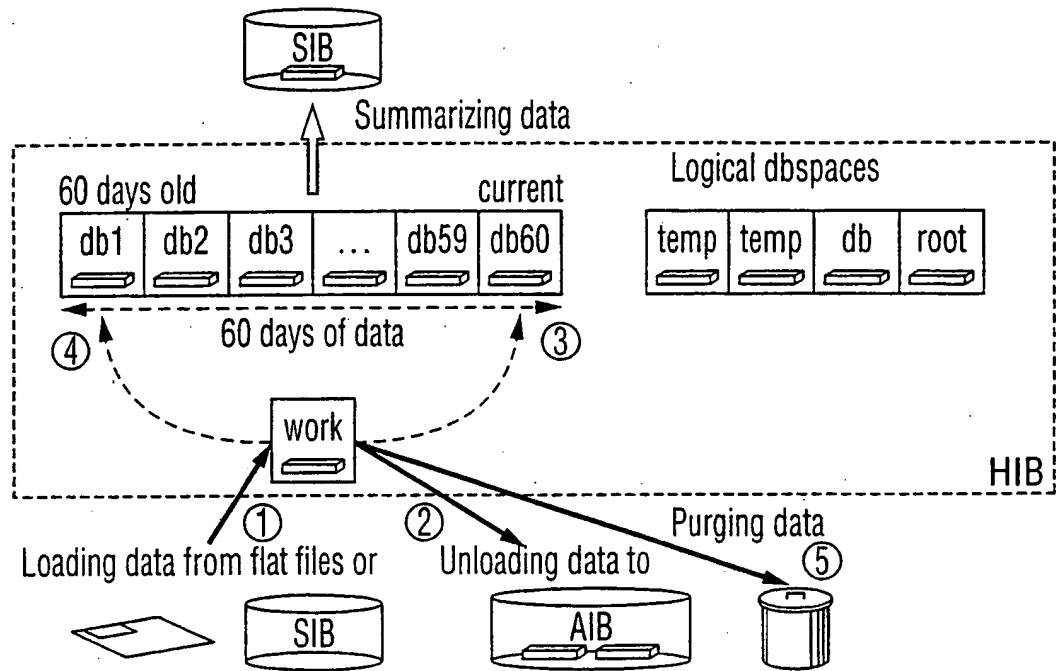 SIB
Summarizing data
60 days old
current
Logical dbspaces
db1 db2 db3 ... db59 db60
temp temp db root
60 days of data
④
③
work
HIB
①
②
Purging data
⑤
Loading data from flat files or
Unloading data to
SIB
AIB